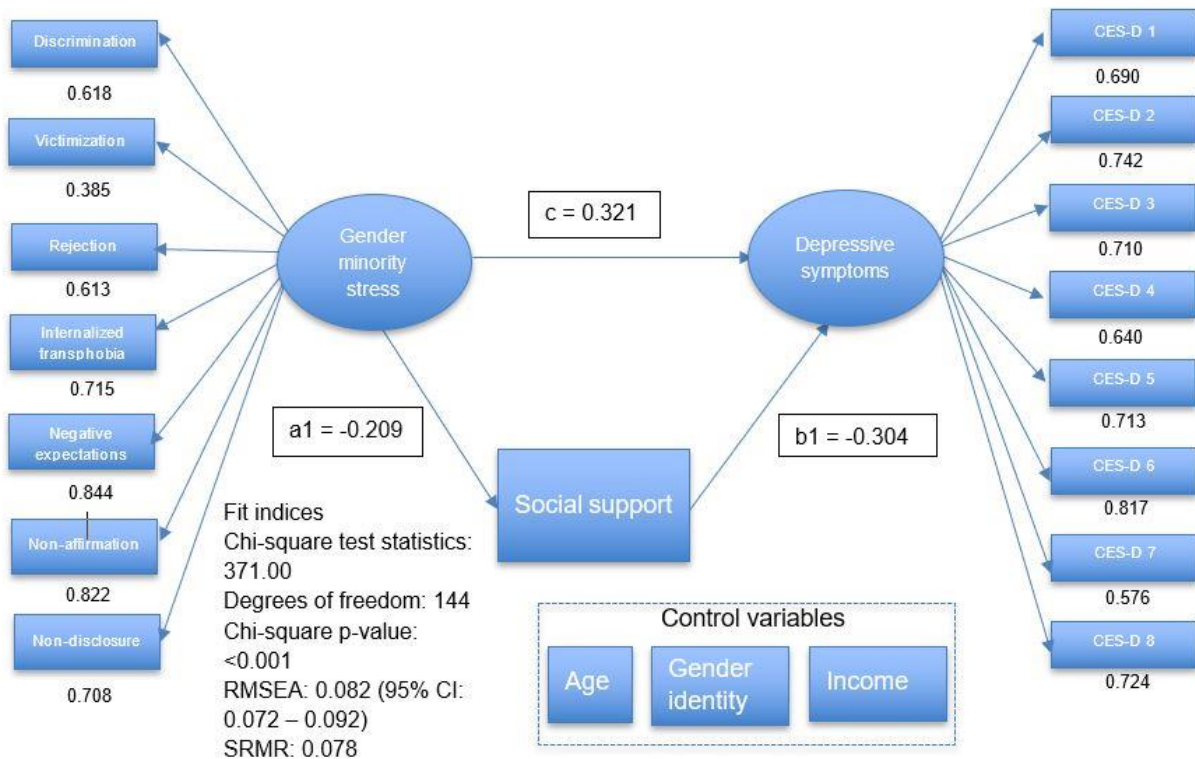 Discrimination
0.618
Victimization
0.385
Rejection
0.613
Internalized
transphobia
0.715
Negative
expectations
0.844
Non-affirmation
0.822
Non-disclosure
0.708
Gender
minority
stress
c = 0.321
a1 = -0.209
Social support
b1 = -0.304
Depressive
symptoms
Fit indices
Chi-square test statistics:
371.00
Degrees of freedom: 144
Chi-square p-value:
<0.001
RMSEA: 0.082 (95% CI:
0.072 – 0.092)
SRMR: 0.078
Control variables
Age
Gender
identity
Income
CES-D 1
0.690
CES-D 2
0.742
CES-D 3
0.710
CES-D 4
0.640
CES-D 5
0.713
CES-D 6
0.817
CES-D 7
0.576
CES-D 8
0.724